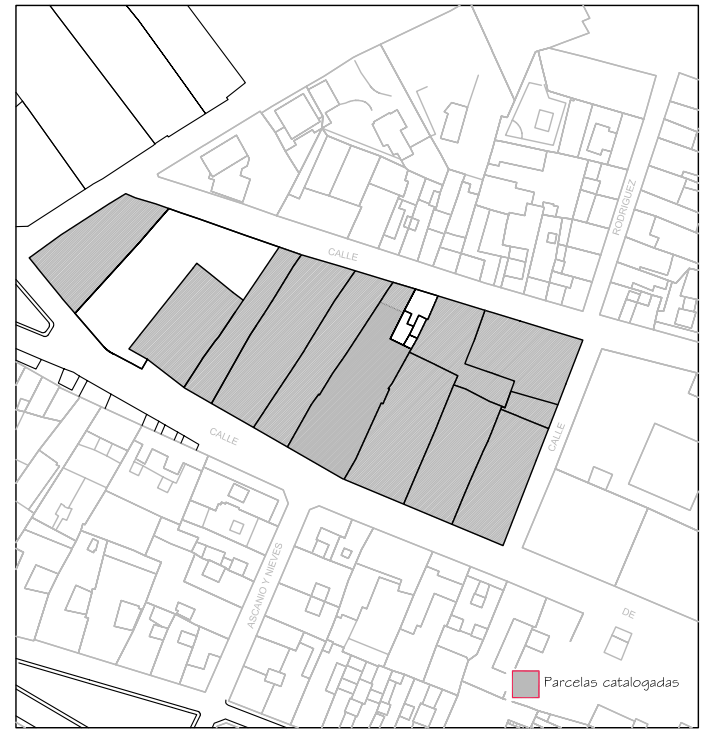 RODRIGUEZ
CALLE
CALLE
CALLE
ASCANIO Y NIEVES
DE
Parcelas catalogadas